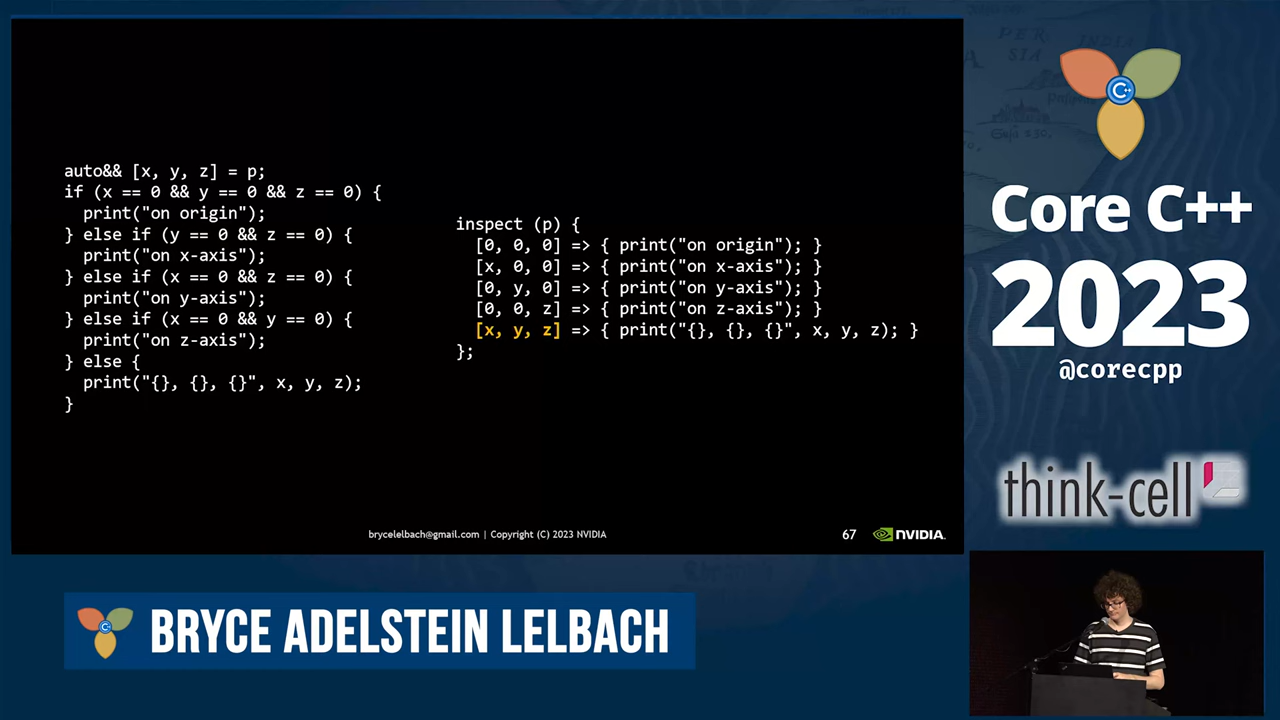 auto&& [x, y, z] = p;
if (x == 0 && y == 0 && z == 0) {
  print("on origin");
} else if (y == 0 && z == 0) {
  print("on x-axis");
} else if (x == 0 && z == 0) {
  print("on y-axis");
} else if (x == 0 && y == 0) {
  print("on z-axis");
} else {
  print("{}, {}, {}", x, y, z);
}
inspect (p) {
  [0, 0, 0] => { print("on origin"); }
  [x, 0, 0] => { print("on x-axis"); }
  [0, y, 0] => { print("on y-axis"); }
  [0, 0, z] => { print("on z-axis"); }
  [x, y, z] => { print("{}, {}, {}", x, y, z); }
};
brycelelbach@gmail.com | Copyright (C) 2023 NVIDIA
67
NVIDIA
C++
Core C++
2023
@corecpp
think-cell
C++
BRYCE ADELSTEIN LELBACH